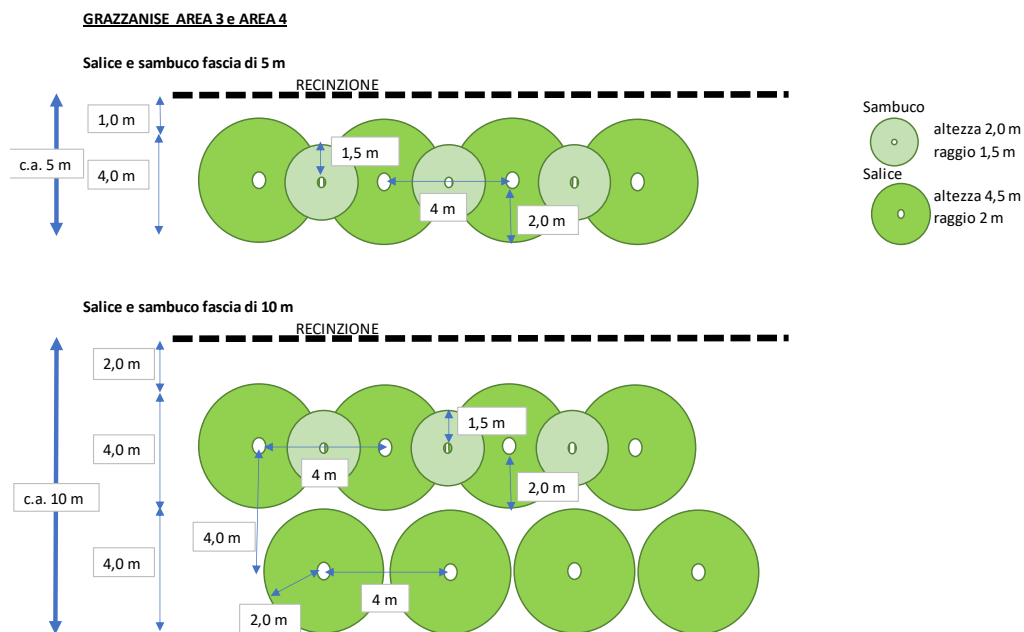 GRAZZANISE AREA 3 e AREA 4
Salice e sambuco fascia di 5 m
RECINZIONE
1,0 m
c.a. 5 m
4,0 m
1,5 m
4 m
2,0 m
Sambuco
altezza 2,0 m
raggio 1,5 m
Salice
altezza 4,5 m
raggio 2 m
Salice e sambuco fascia di 10 m
RECINZIONE
2,0 m
4,0 m
c.a. 10 m
1,5 m
4 m
2,0 m
4,0 m
4,0 m
4 m
2,0 m